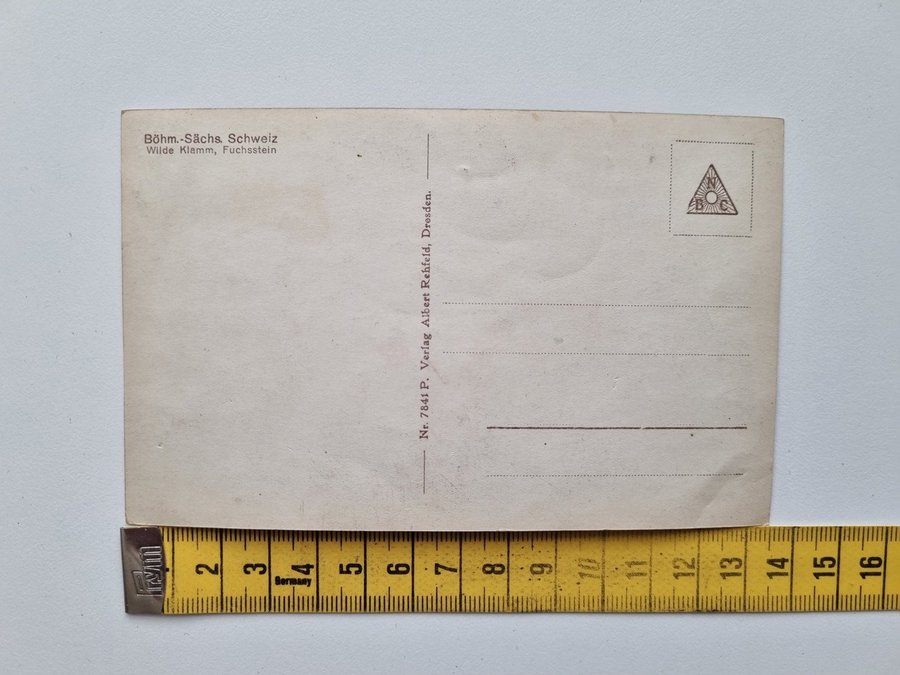 Böhm.-Sächs. Schweiz
Wilde Klamm, Fuchsstein
Nr. 7841 P. Verlag Albert Rehfeld, Dresden.
N
B C
2 3 4 5 6 7 8 9 10 11 12 13 14 15 16
Germany